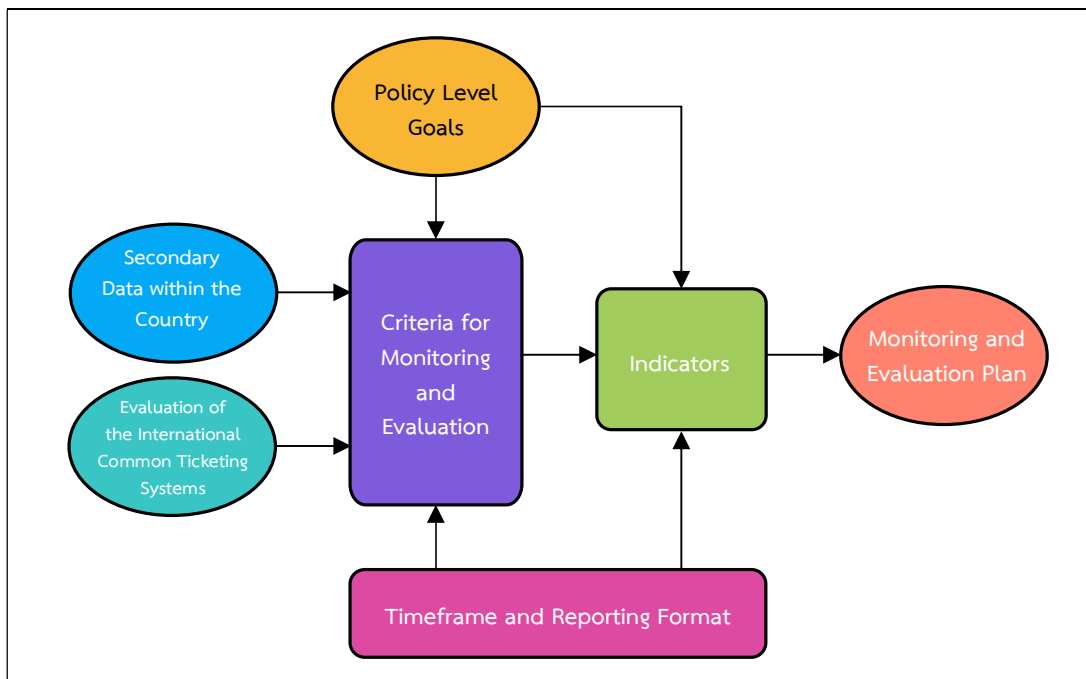 Policy Level
Goals
Secondary
Data within the
Country
Evaluation of
the International
Common Ticketing
Systems
Criteria for
Monitoring
and
Evaluation
Indicators
Monitoring and
Evaluation Plan
Timeframe and Reporting Format